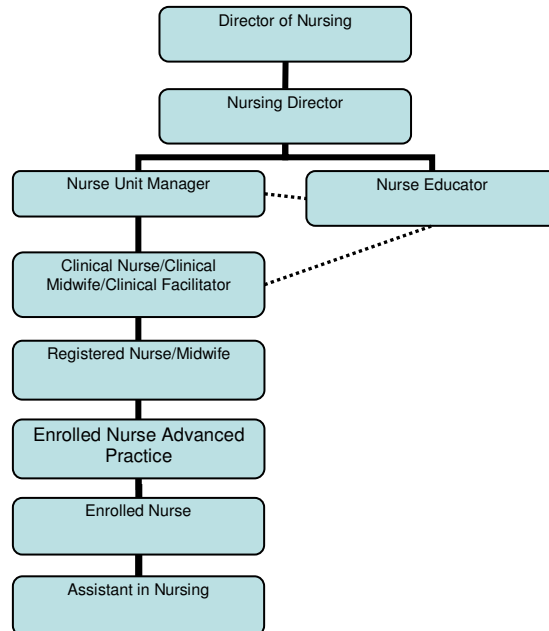 Director of Nursing
Nursing Director
Nurse Unit Manager
Nurse Educator
Clinical Nurse/Clinical
Midwife/Clinical Facilitator
Registered Nurse/Midwife
Enrolled Nurse Advanced
Practice
Enrolled Nurse
Assistant in Nursing